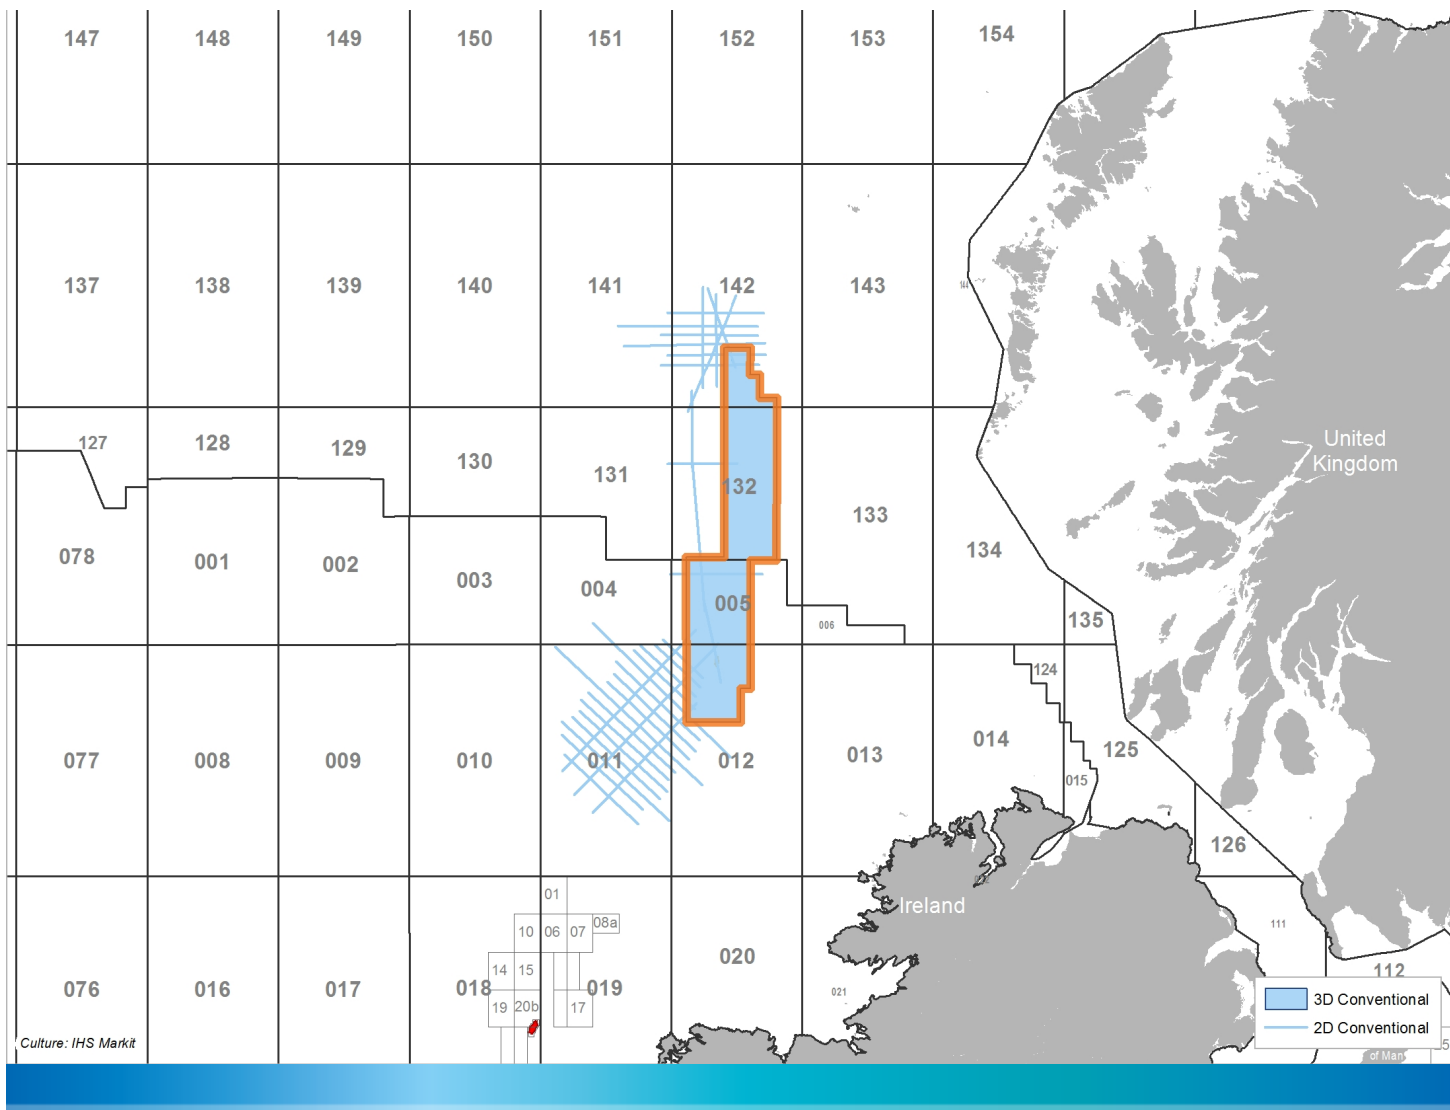 147 148 149 150 151 152 153 154
137 138 139 140 141 142 143 144
127 128 129 130 131 132 133 134
United
Kingdom
078 001 002 003 004 005 006 135
124
077 008 009 010 011 012 013 014 015 125
126
Ireland
01
10 06 07 08a
111
14 15
076 016 017 018 019 020 021 112
19 20b 17
3D Conventional
2D Conventional
Culture: IHS Markit
of Man